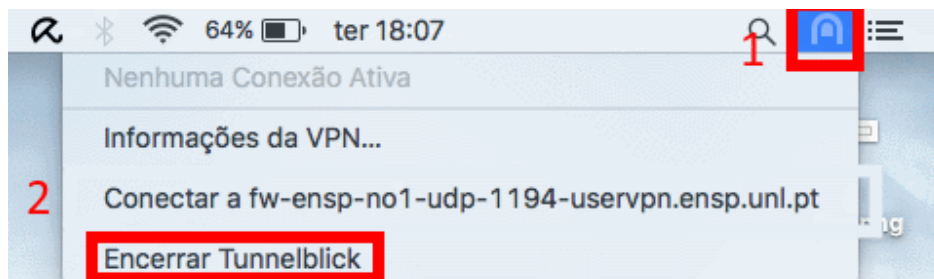 64% ter 18:07
1
Nenhuma Conexão Ativa
Informações da VPN...
2
Conectar a fw-ensp-no1-udp-1194-uservpn.ensp.unl.pt
Encerrar Tunnelblick